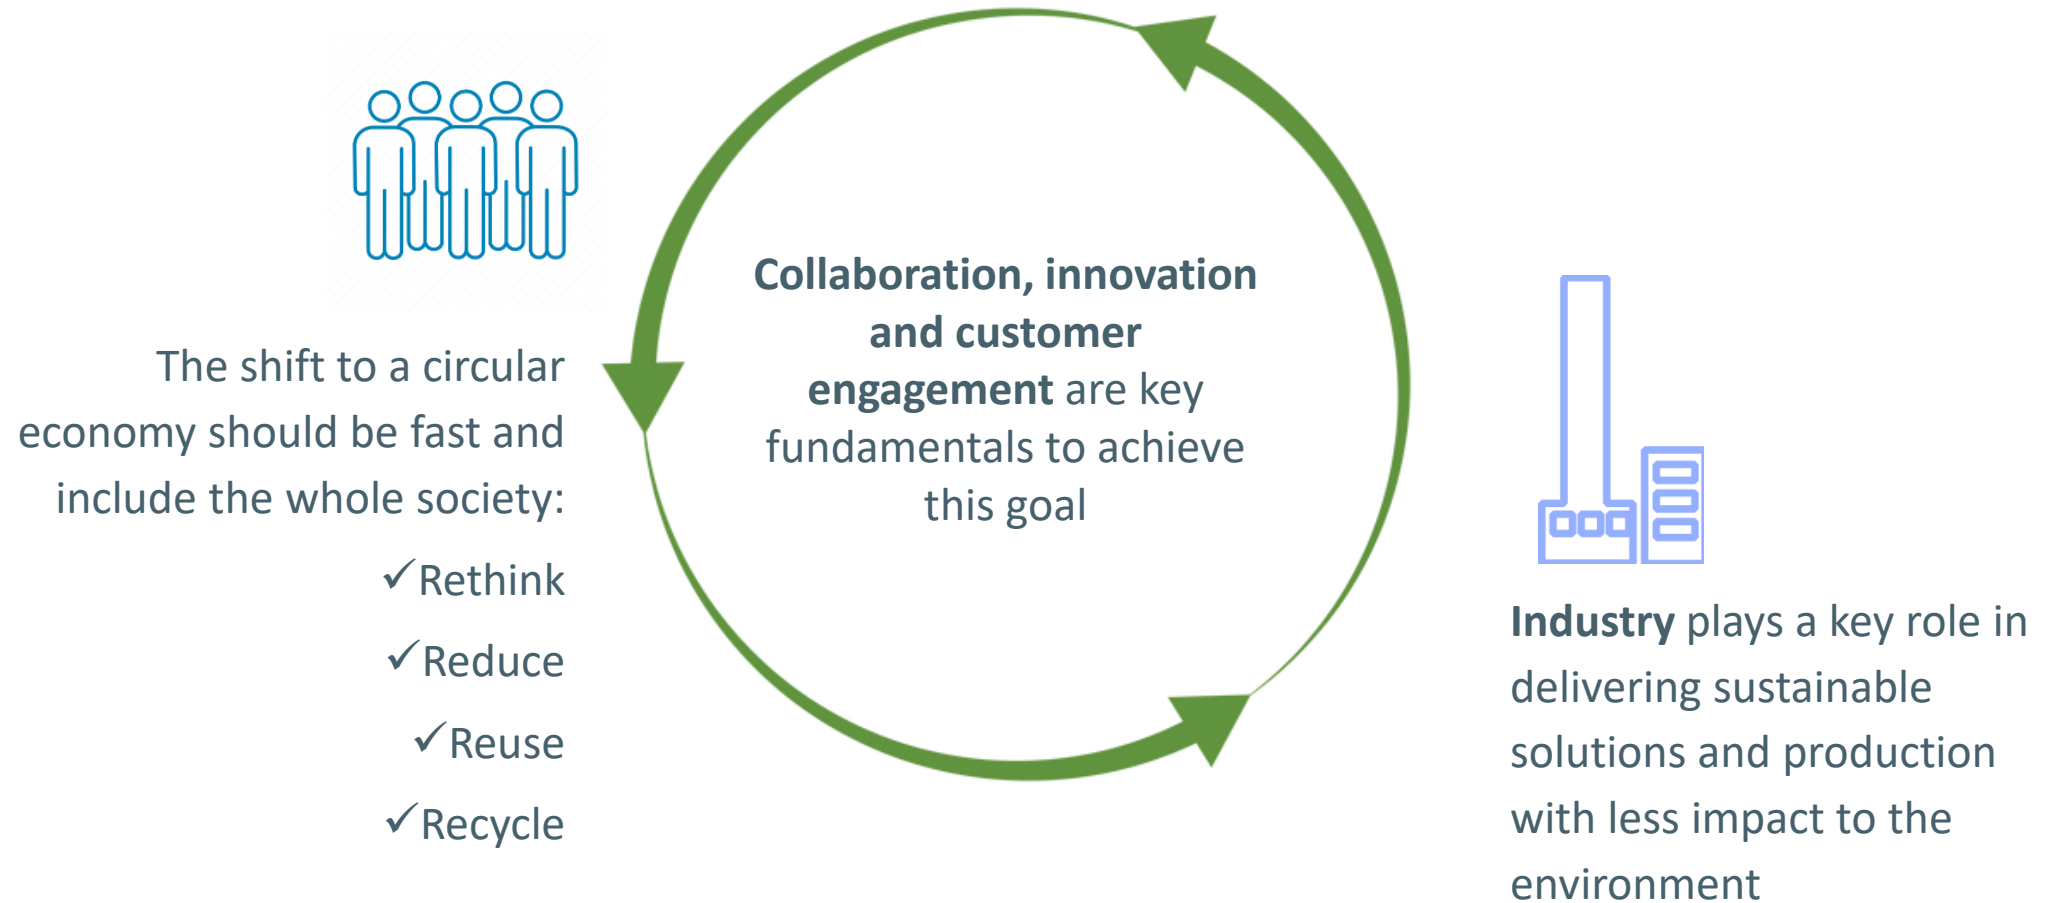 The shift to a circular
economy should be fast and
include the whole society:
✓Rethink
✓Reduce
✓Reuse
✓Recycle
Collaboration, innovation
and customer
engagement are key
fundamentals to achieve
this goal
Industry plays a key role in
delivering sustainable
solutions and production
with less impact to the
environment